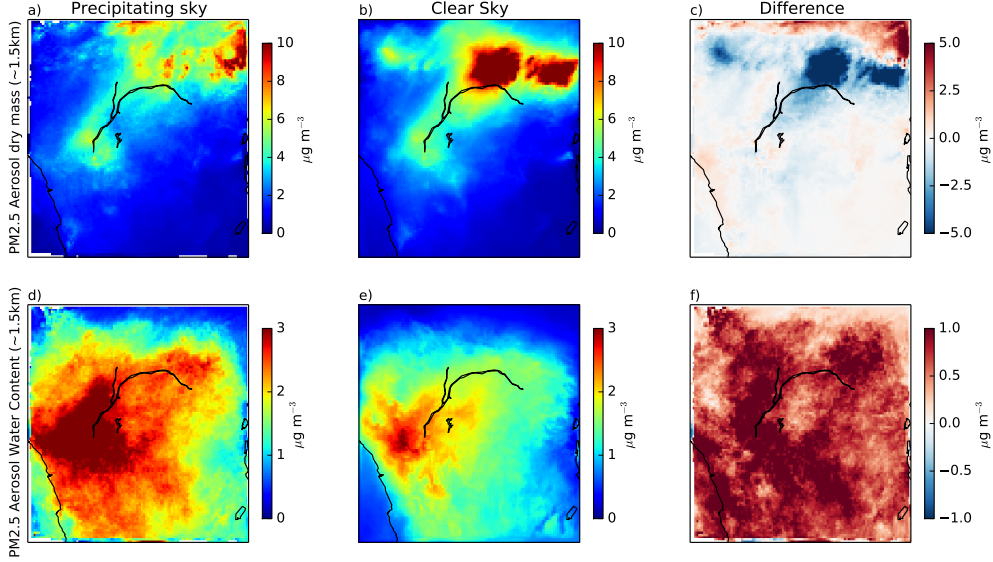 Precipitating sky
Clear Sky
Difference
a)
b)
c)
PM2.5 Aerosol dry mass (~1.5km)
10
8
6
4
2
0
μg m⁻³
10
8
6
4
2
0
μg m⁻³
5.0
2.5
0.0
−2.5
−5.0
μg m⁻³
d)
e)
f)
PM2.5 Aerosol Water Content (~1.5km)
3
2
1
0
μg m⁻³
3
2
1
0
μg m⁻³
1.0
0.5
0.0
−0.5
−1.0
μg m⁻³